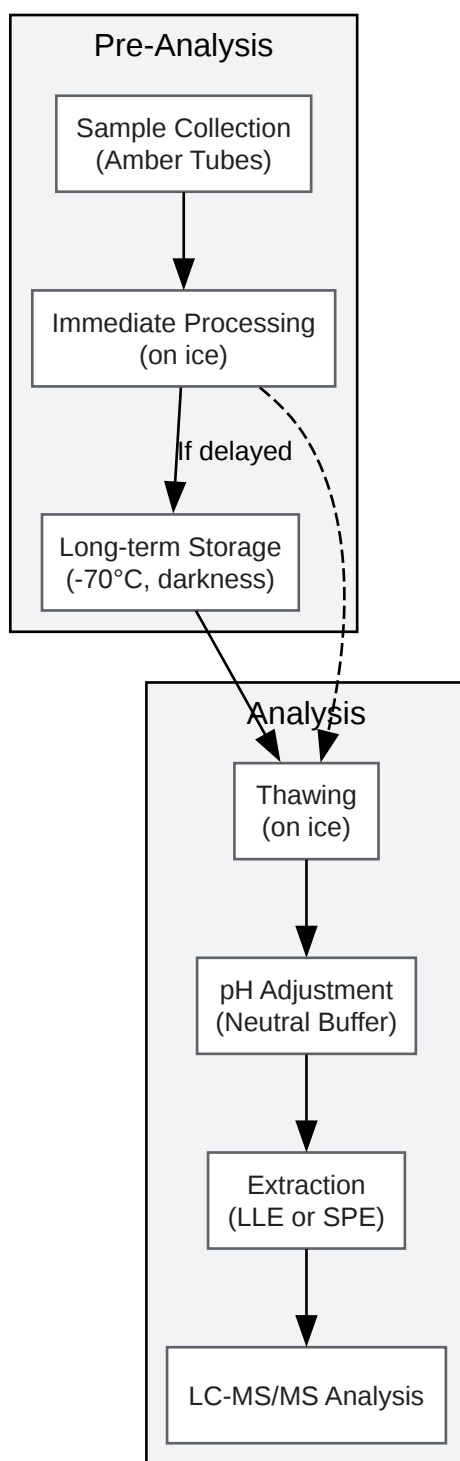 Pre-Analysis
Sample Collection
(Amber Tubes)
Immediate Processing
(on ice)
If delayed
Long-term Storage
(-70°C, darkness)
Analysis
Thawing
(on ice)
pH Adjustment
(Neutral Buffer)
Extraction
(LLE or SPE)
LC-MS/MS Analysis